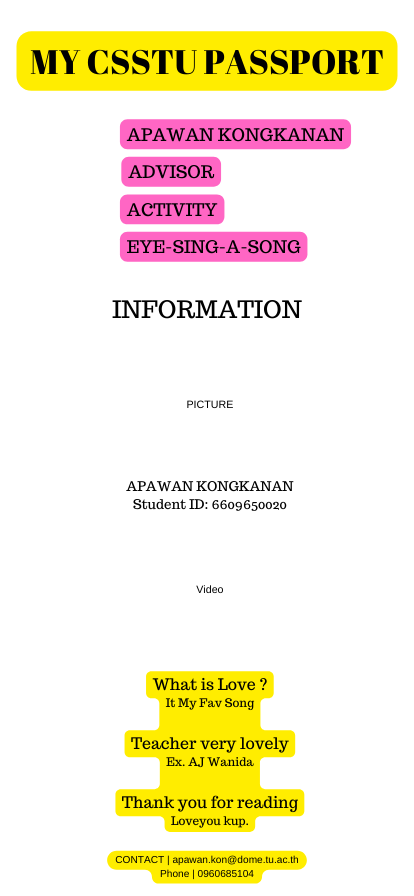 MY CSSTU PASSPORT
APAWAN KONGKANAN
ADVISOR
ACTIVITY
EYE-SING-A-SONG
INFORMATION
PICTURE
APAWAN KONGKANAN
Student ID: 6609650020
Video
What is Love ?
It My Fav Song
Teacher very lovely
Ex. AJ Wanida
Thank you for reading
Loveyou kup.
CONTACT | apawan.kon@dome.tu.ac.th
Phone | 0960685104